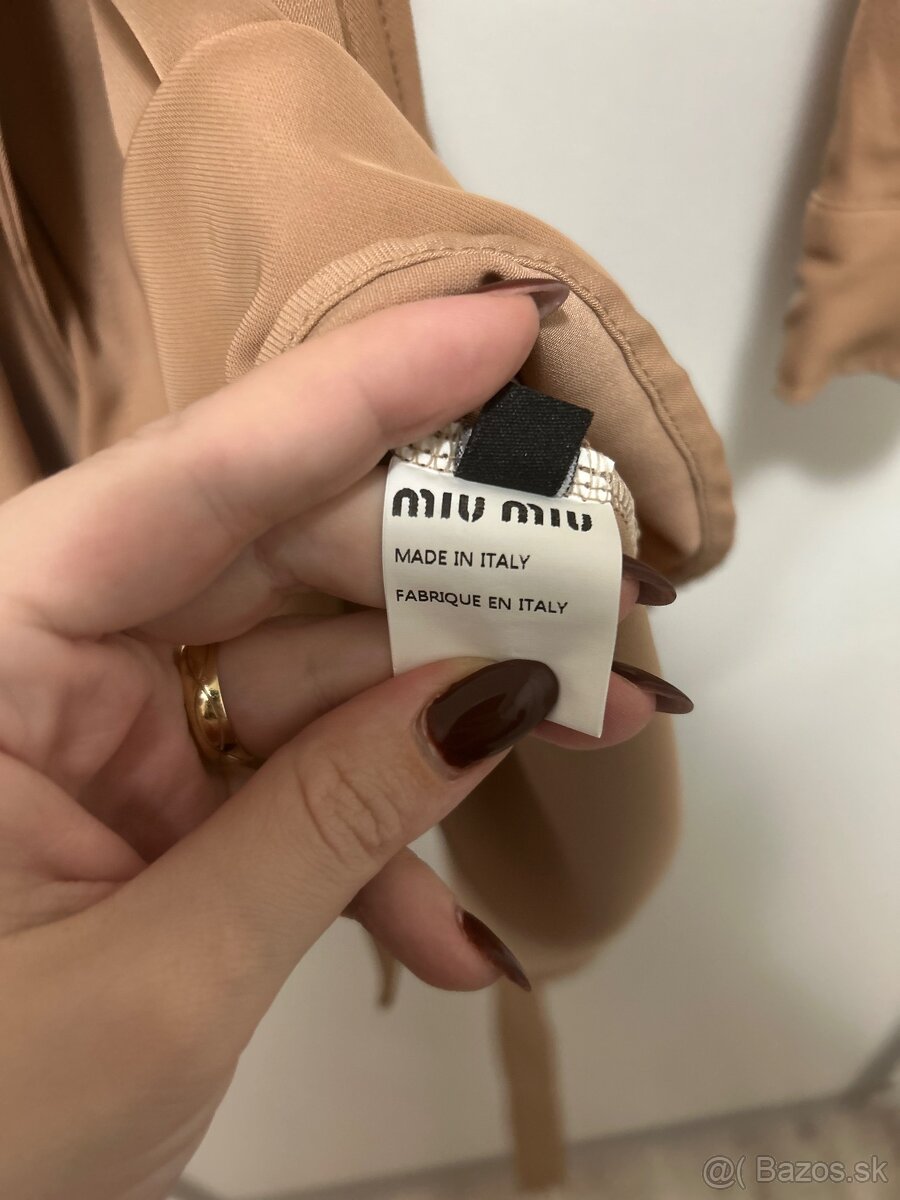 miu miu
MADE IN ITALY
FABRIQUE EN ITALY
@( Bazos.sk